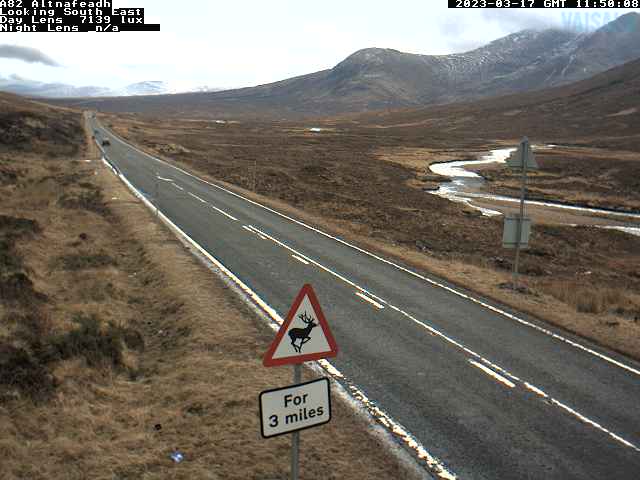 A82 Altnafeadh
Looking South East
Day Lens 7139 lux
Night Lens n/a
2023-03-17 GMT 11:50:08
VAISALA
For
3 miles